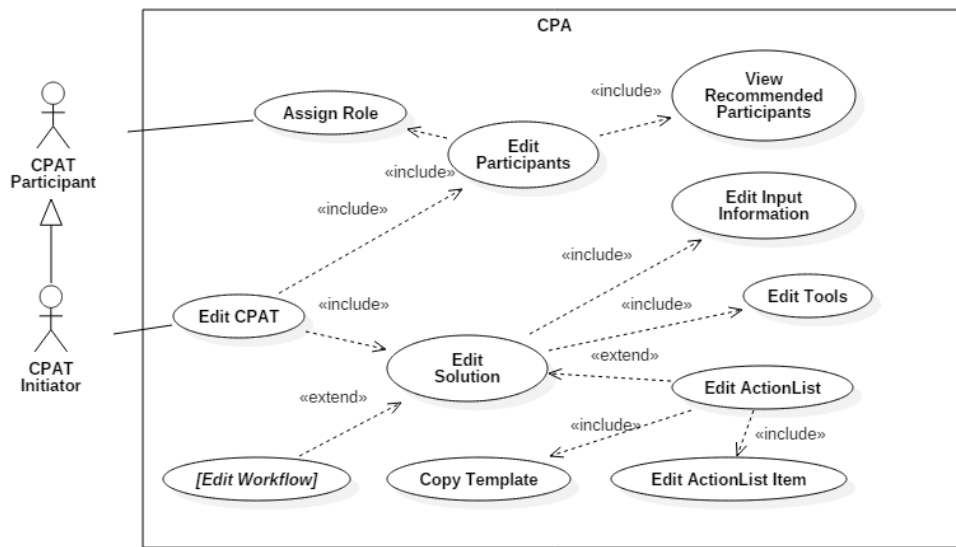 CPA
View
Recommended
Participants
«include»
Assign Role
Edit
Participants
CPAT
Participant
«include»
Edit Input
Information
«include»
«include»
Edit Tools
Edit CPAT
«include»
«include»
Edit
Solution
«extend»
CPAT
Initiator
Edit ActionList
«extend»
«include»
«include»
[Edit Workflow]
Copy Template
Edit ActionList Item